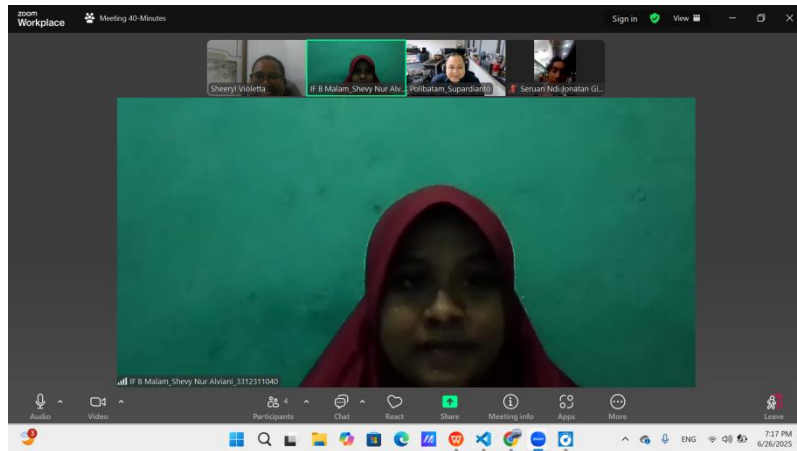 zoom
Workplace
Meeting 40-Minutes
Sign in
View
Sheeryl Violetta
IF B Malam_Shevy Nur Alv...
Polibatam_Supardianto
Seruan Ndi Jonatan Gi...
IF B Malam_Shevy Nur Alviani_3312311040
Audio
Video
4
Participants
Chat
React
Share
Meeting info
Apps
More
Leave
ENG
7:17 PM
6/26/2025